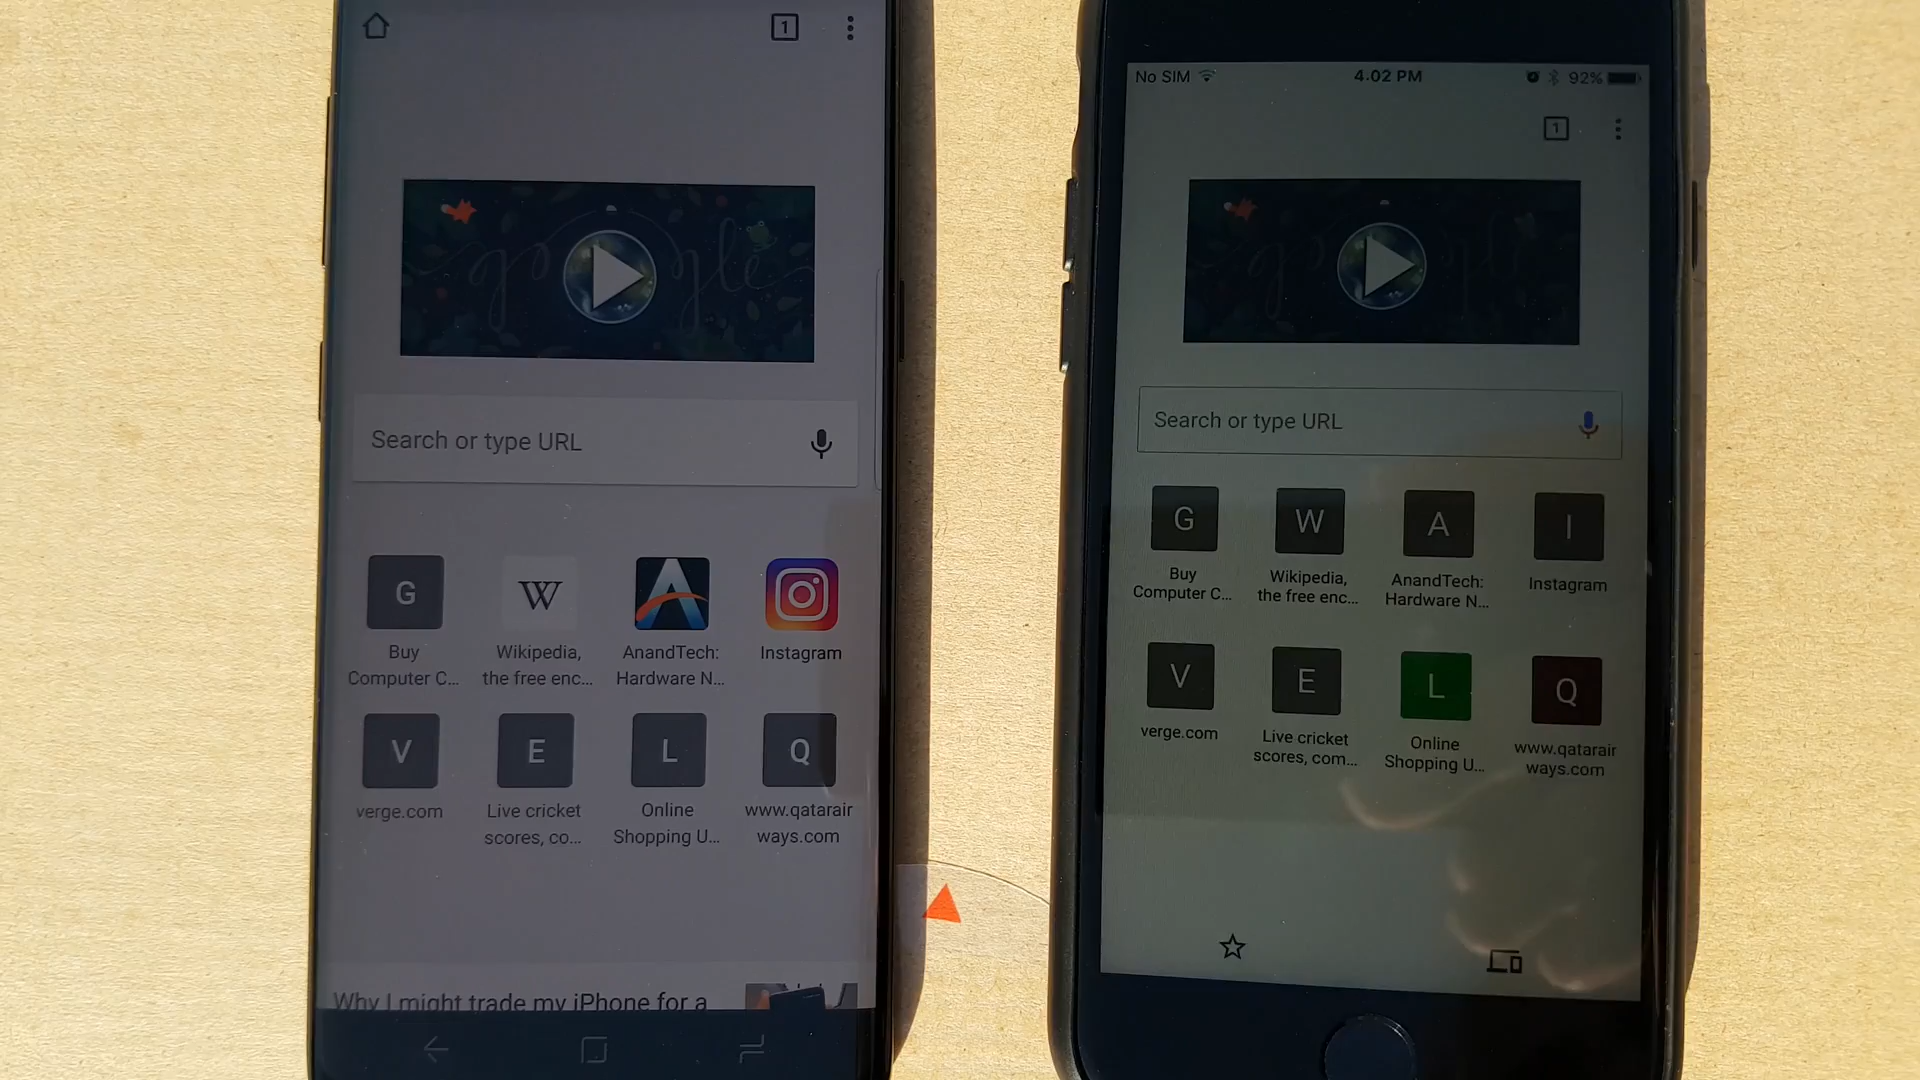 1
google
Search or type URL
G
W
Buy
Computer C...
Wikipedia,
the free enc...
AnandTech:
Hardware N...
Instagram
V
E
L
Q
verge.com
Live cricket
scores, co...
Online
Shopping U...
www.qatarair
ways.com
Why I might trade my iPhone for a
No SIM
4.02 PM
92%
1
Search or type URL
G
W
A
I
Buy
Computer C...
Wikipedia,
the free enc...
AnandTech:
Hardware N...
Instagram
V
E
L
Q
verge.com
Live cricket
scores, com...
Online
Shopping U...
www.qatarair
ways.com